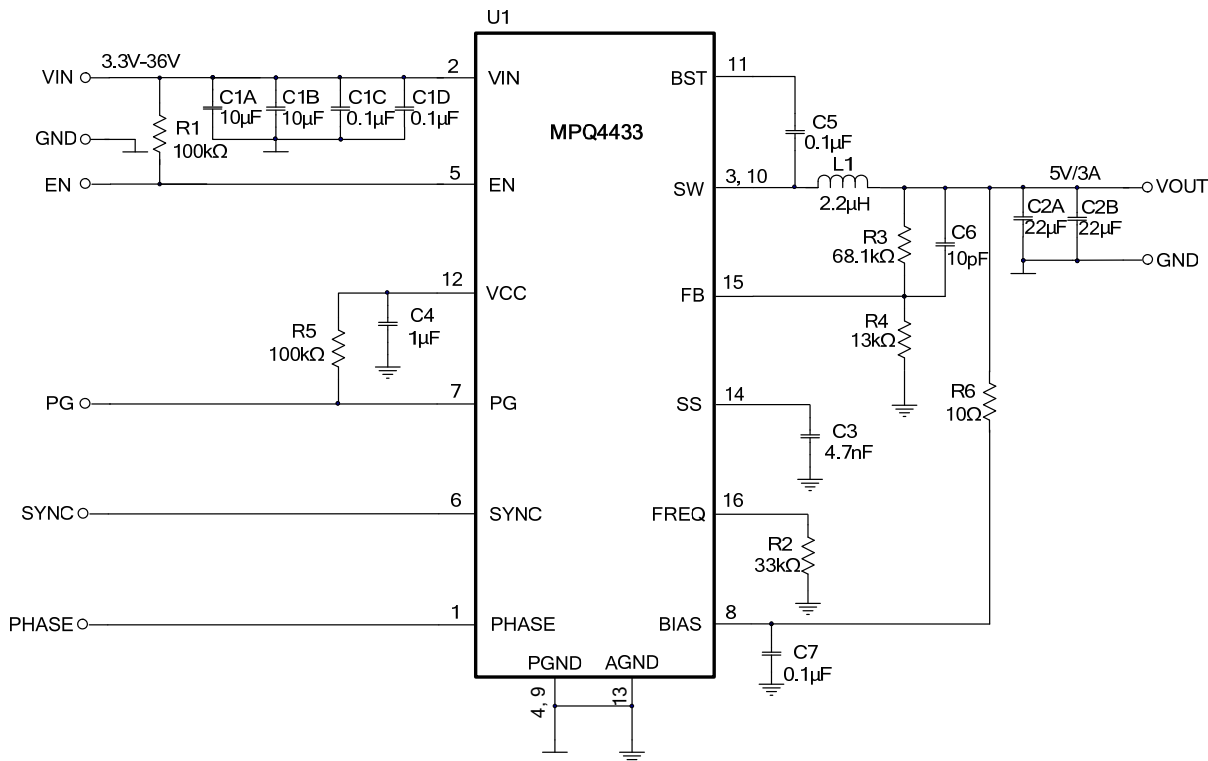 U1
VIN
3.3V-36V
2
VIN
C1A
10µF
C1B
10µF
C1C
0.1µF
C1D
0.1µF
GND
R1
100kΩ
EN
5
EN
MPQ4433
BST
11
C5
0.1µF
SW
3, 10
L1
2.2µH
5V/3A
VOUT
R3
68.1kΩ
C6
10pF
C2A
22µF
C2B
22µF
GND
12
VCC
C4
1µF
R5
100kΩ
FB
15
R4
13kΩ
PG
7
PG
SS
14
C3
4.7nF
R6
10Ω
SYNC
6
SYNC
FREQ
16
R2
33kΩ
PHASE
1
PHASE
BIAS
8
C7
0.1µF
PGND
AGND
4, 9
13